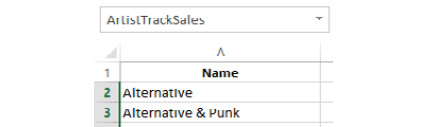 ArtistTrackSales
A
1 Name
2 Alternative
3 Alternative & Punk